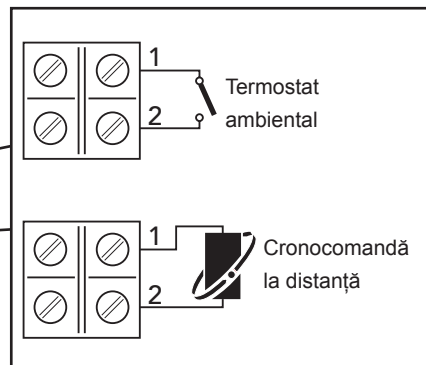 1
2
Termostat
ambiental
1
2
Cronocomandă
la distanță